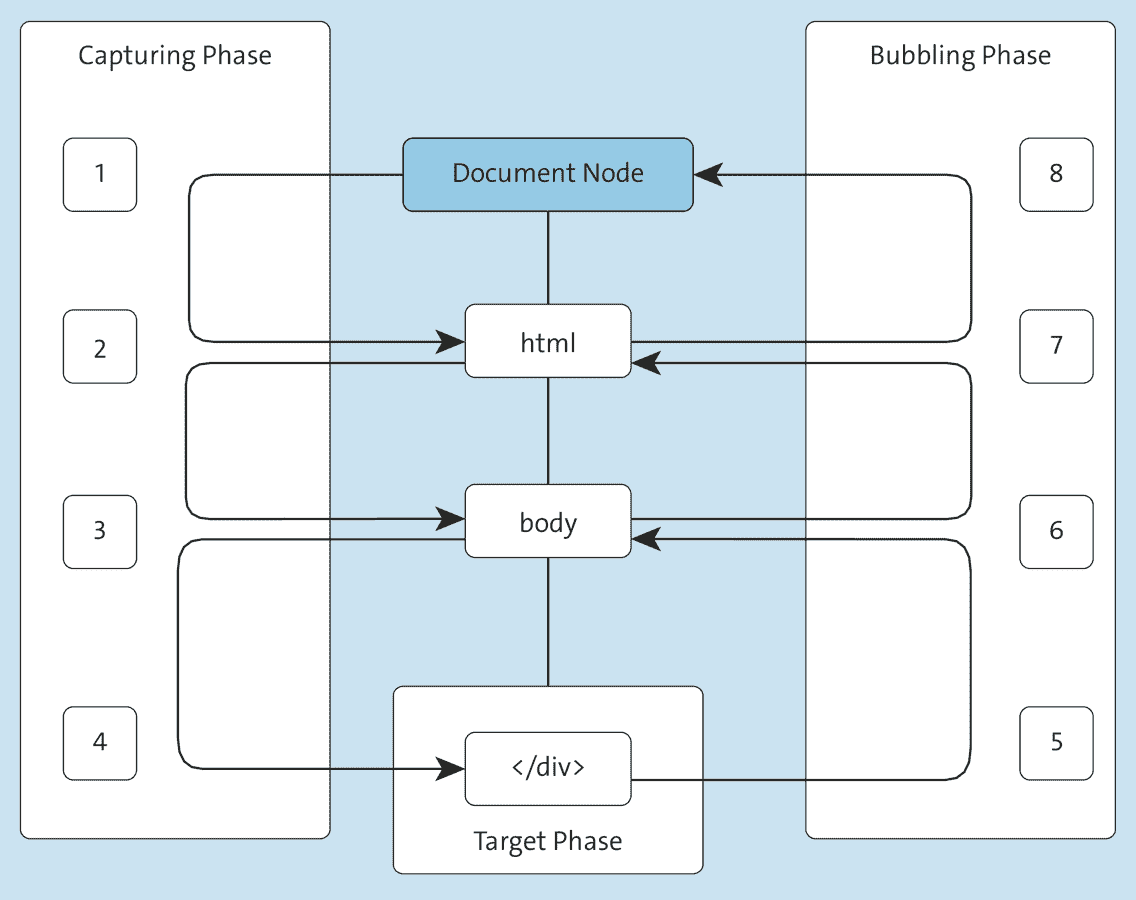 Capturing Phase
Bubbling Phase
1
Document Node
8
2
html
7
3
body
6
4
</div>
5
Target Phase